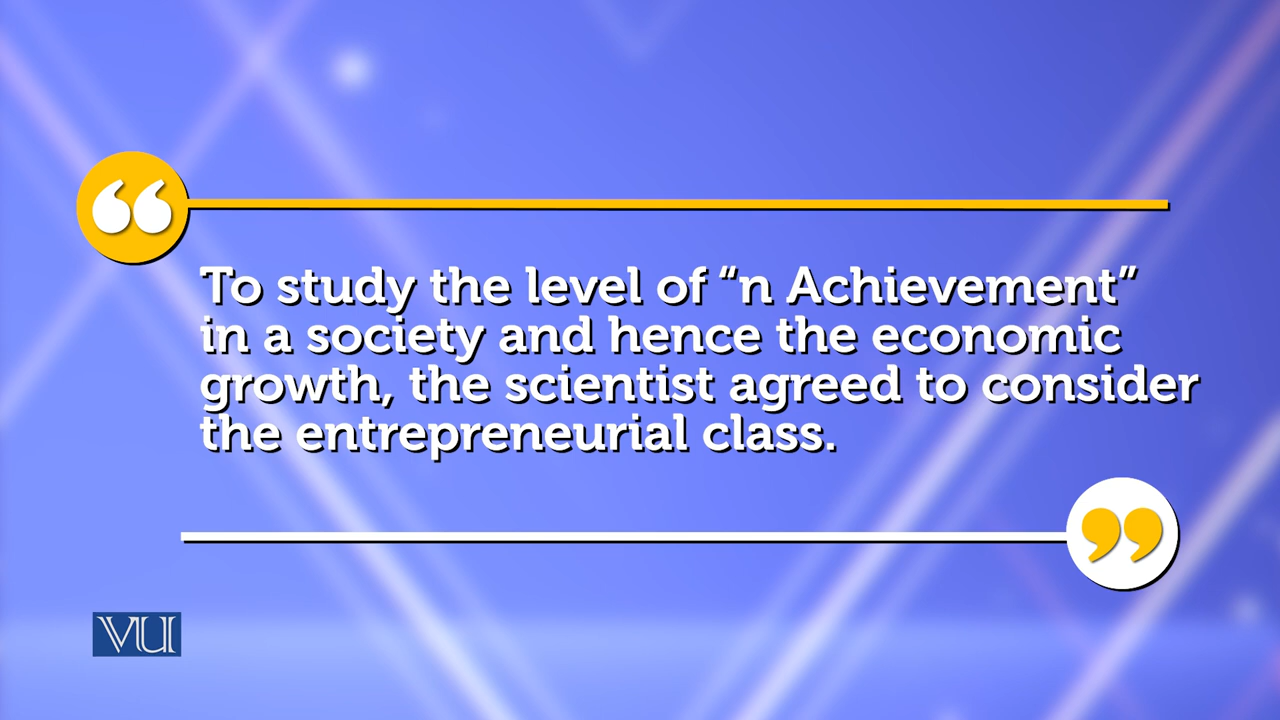 “
To study the level of “n Achievement”
in a society and hence the economic
growth, the scientist agreed to consider
the entrepreneurial class.
”
VU